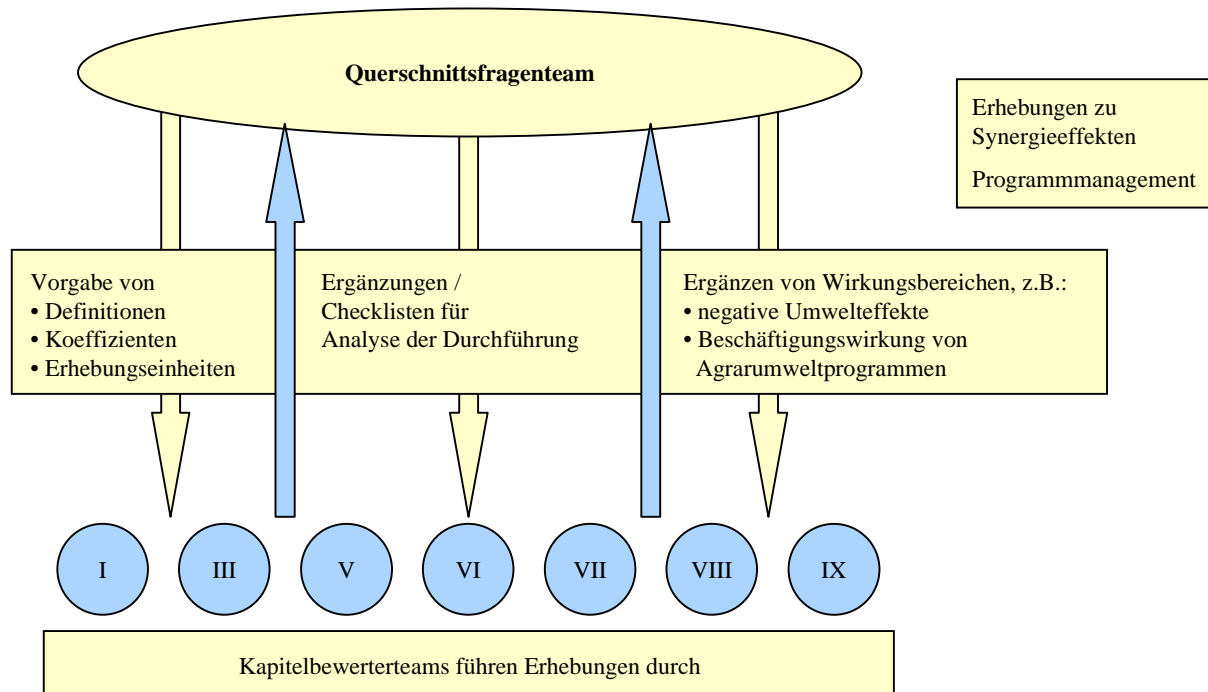 Querschnittsfragenteam
Erhebungen zu
Synergieeffekten
Programmmanagement
Vorgabe von
• Definitionen
• Koeffizienten
• Erhebungseinheiten
Ergänzungen /
Checklisten für
Analyse der Durchführung
Ergänzen von Wirkungsbereichen, z.B.:
• negative Umwelteffekte
• Beschäftigungswirkung von
Agrarumweltprogrammen
I III V VI VII VIII IX
Kapitelbewerterteams führen Erhebungen durch